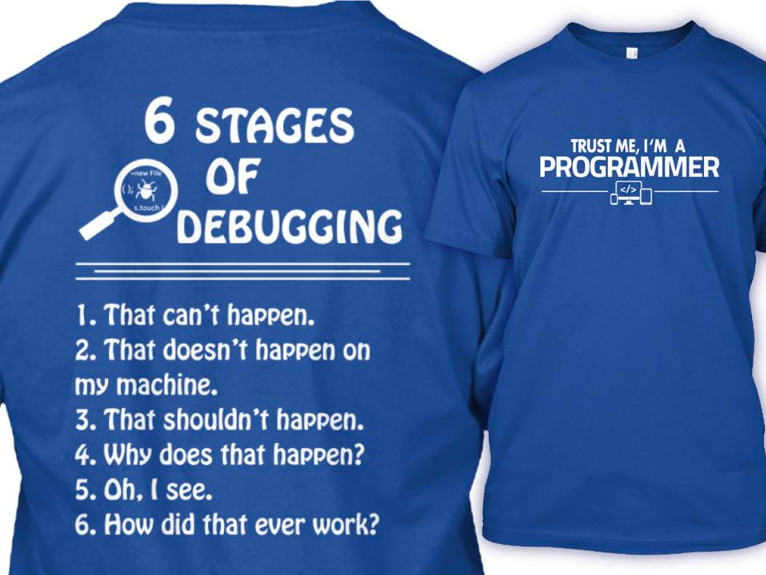 6 STAGES
OF
DEBUGGING
=new File
( );
s.touch (
1. That can't happen.
2. That doesn't happen on
my machine.
3. That shouldn't happen.
4. Why does that happen?
5. Oh, I see.
6. How did that ever work?
TRUST ME, I'M A
PROGRAMMER
</>